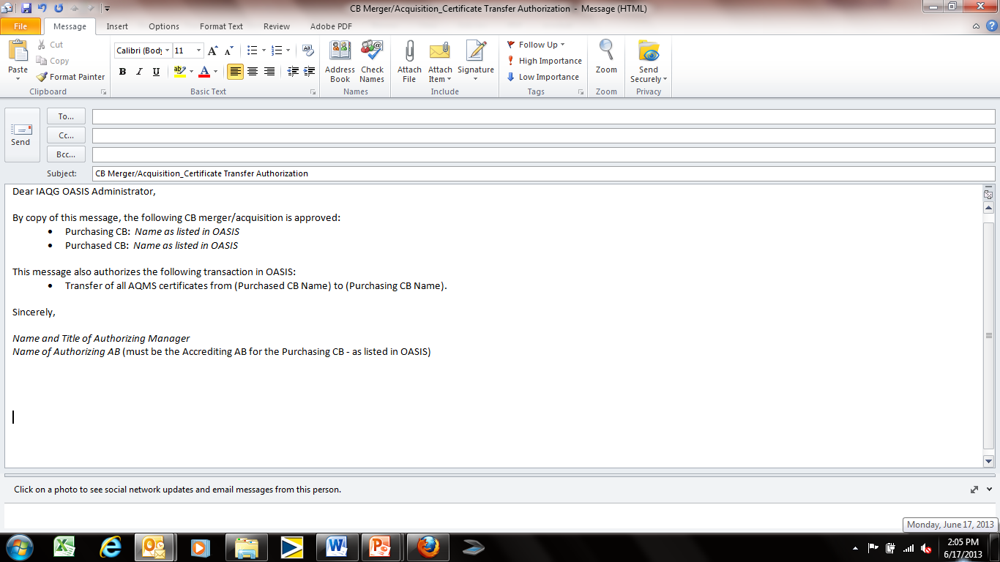 CB Merger/Acquisition_Certificate Transfer Authorization - Message (HTML)
File Message Insert Options Format Text Review Adobe PDF
Paste
Cut
Copy
Format Painter
Clipboard
Calibri (Body 11
B I U
Basic Text
Address Book
Check Names
Names
Attach File
Attach Item
Signature
Include
Follow Up
High Importance
Low Importance
Tags
Zoom
Zoom
Send Securely
Privacy
Send
To...
Cc...
Bcc...
Subject: CB Merger/Acquisition_Certificate Transfer Authorization
Dear IAQG OASIS Administrator,
By copy of this message, the following CB merger/acquisition is approved:
• Purchasing CB: Name as listed in OASIS
• Purchased CB: Name as listed in OASIS
This message also authorizes the following transaction in OASIS:
• Transfer of all AQMS certificates from (Purchased CB Name) to (Purchasing CB Name).
Sincerely,
Name and Title of Authorizing Manager
Name of Authorizing AB (must be the Accrediting AB for the Purchasing CB - as listed in OASIS)
Click on a photo to see social network updates and email messages from this person.
Monday, June 17, 2013
2:05 PM
6/17/2013